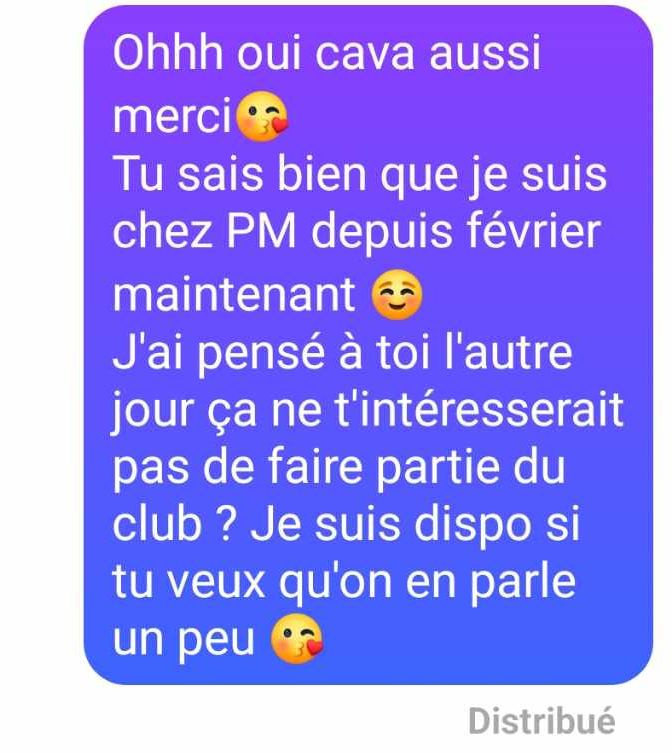 Ohhh oui cava aussi
merci😘
Tu sais bien que je suis
chez PM depuis février
maintenant ☺️
J'ai pensé à toi l'autre
jour ça ne t'intéresserait
pas de faire partie du
club ? Je suis dispo si
tu veux qu'on en parle
un peu 😘
Distribué